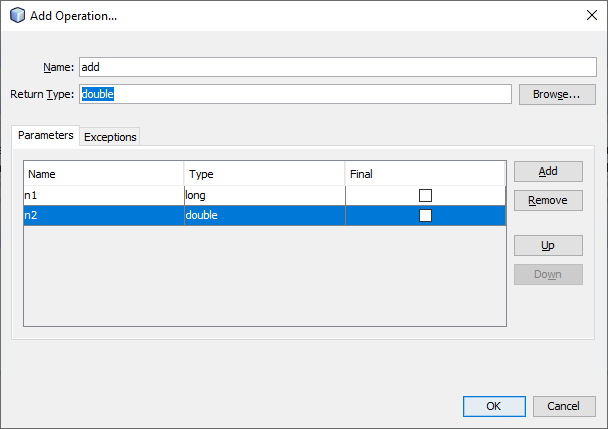 Add Operation...
Name: add
Return Type: double Browse...
Parameters Exceptions
Name Type Final
n1 long
n2 double
Add
Remove
Up
Down
OK Cancel